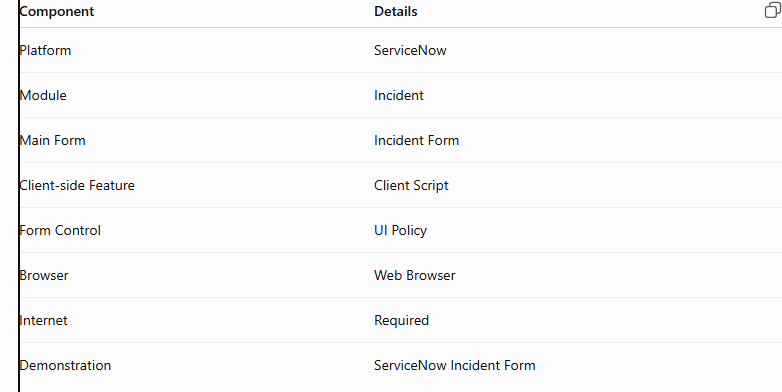 Component Details
Platform ServiceNow
Module Incident
Main Form Incident Form
Client-side Feature Client Script
Form Control UI Policy
Browser Web Browser
Internet Required
Demonstration ServiceNow Incident Form